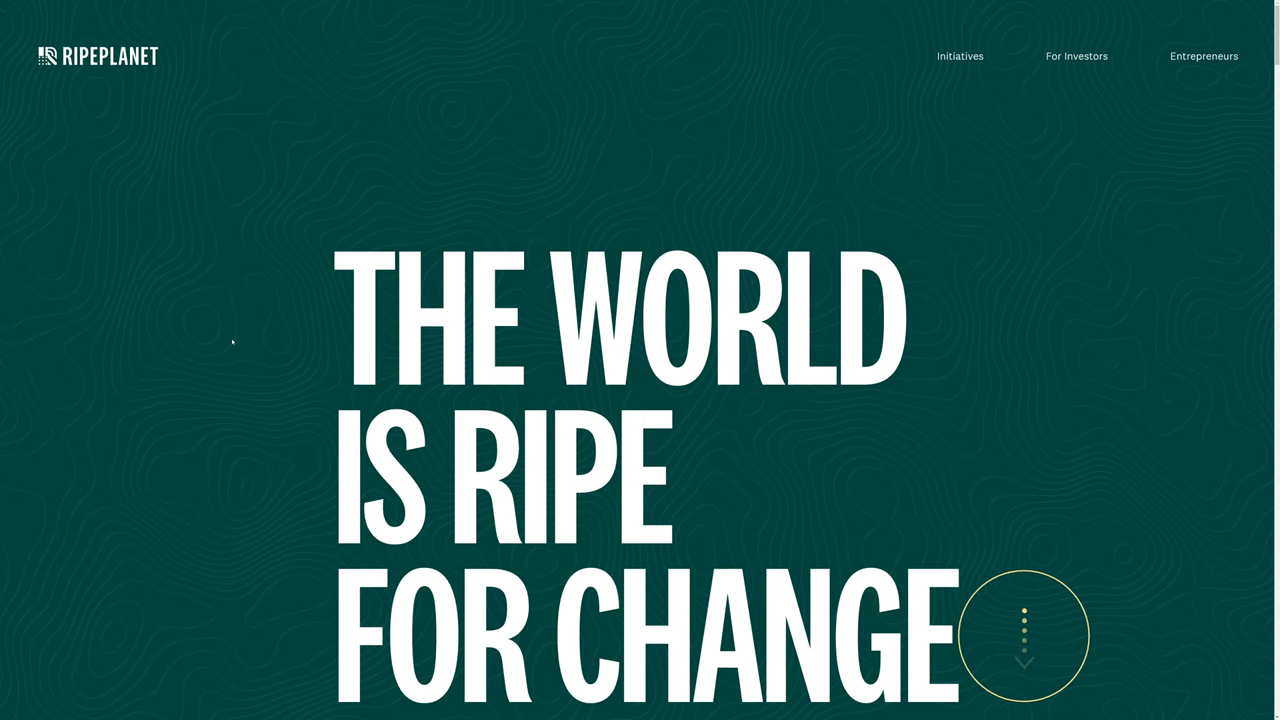 RIPEPLANET
Initiatives
For Investors
Entrepreneurs
THE WORLD
IS RIPE
FOR CHANGE